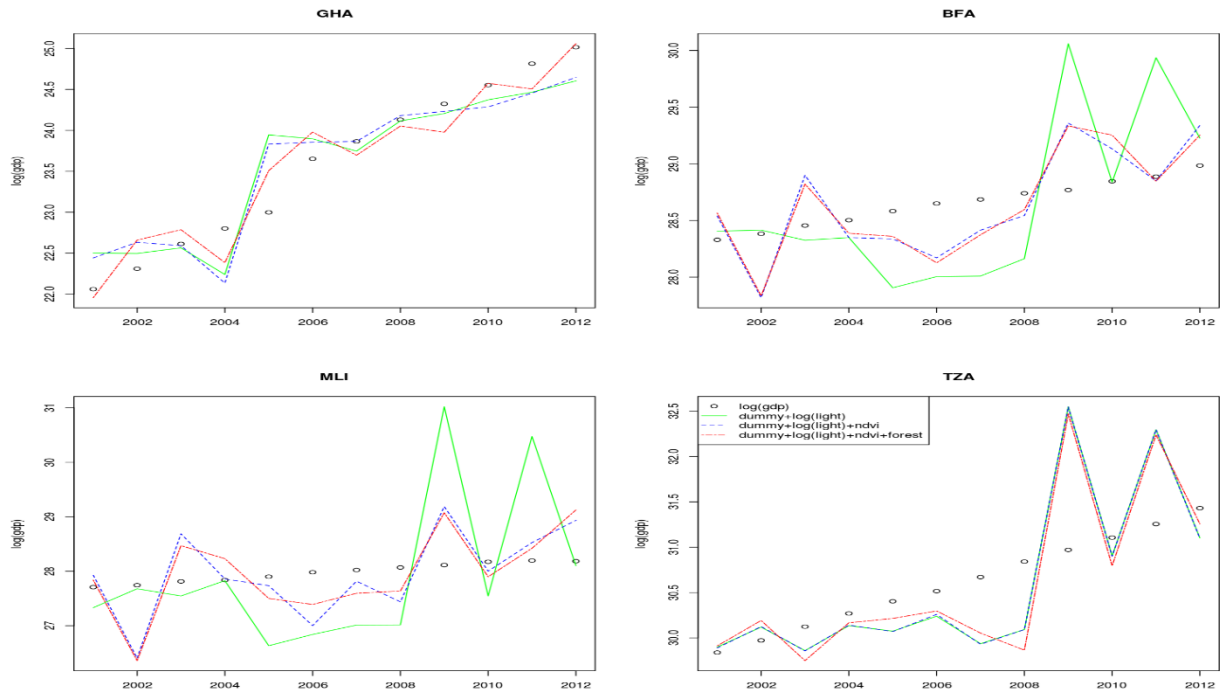 GHA
log(gdp)
25.0
24.5
24.0
23.5
23.0
22.5
22.0
2002 2004 2006 2008 2010 2012
BFA
log(gdp)
30.0
29.5
29.0
28.5
28.0
2002 2004 2006 2008 2010 2012
MLI
log(gdp)
31
30
29
28
27
2002 2004 2006 2008 2010 2012
TZA
log(gdp)
dummy+log(light)
dummy+log(light)+ndvi
dummy+log(light)+ndvi+forest
log(gdp)
32.5
32.0
31.5
31.0
30.5
30.0
2002 2004 2006 2008 2010 2012